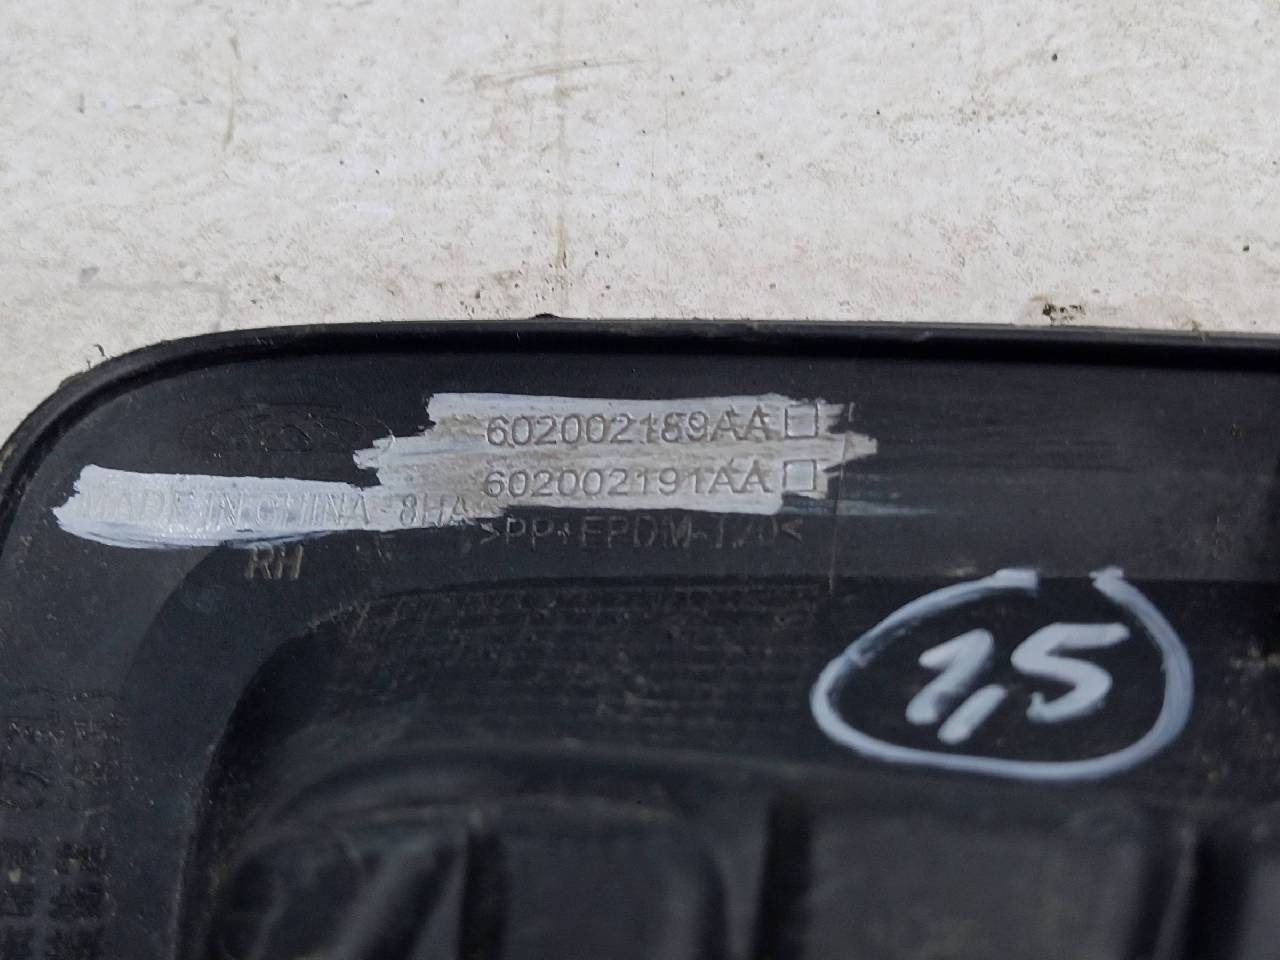 602002189AA□
602002191AA□
MADE IN CHINA 8HA
>PP+EPDM-T20<
RH
1,5